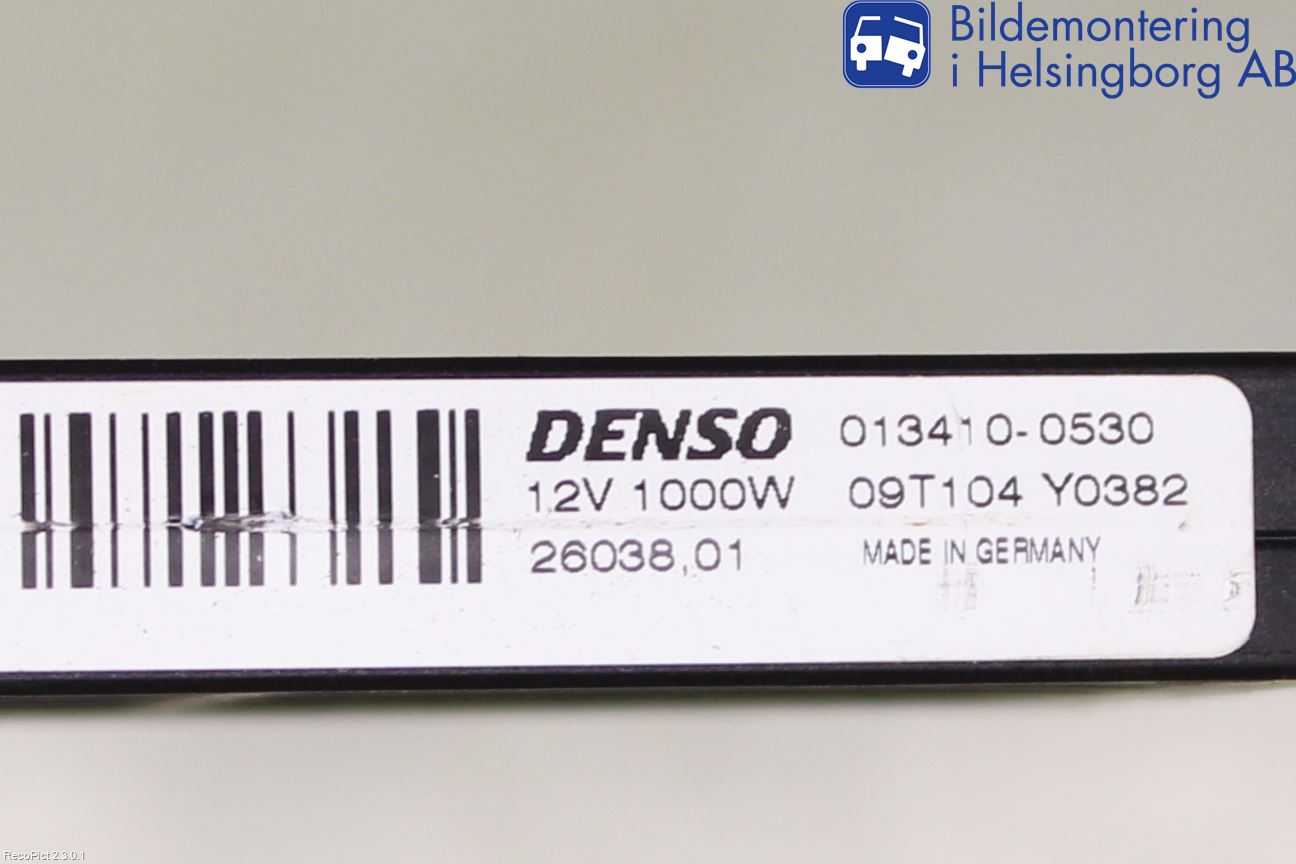 Bildemontering
i Helsingborg AB
DENSO 013410-0530
12V 1000W 09T104 Y0382
26038,01 MADE IN GERMANY
RecoPict 2.3.0.1